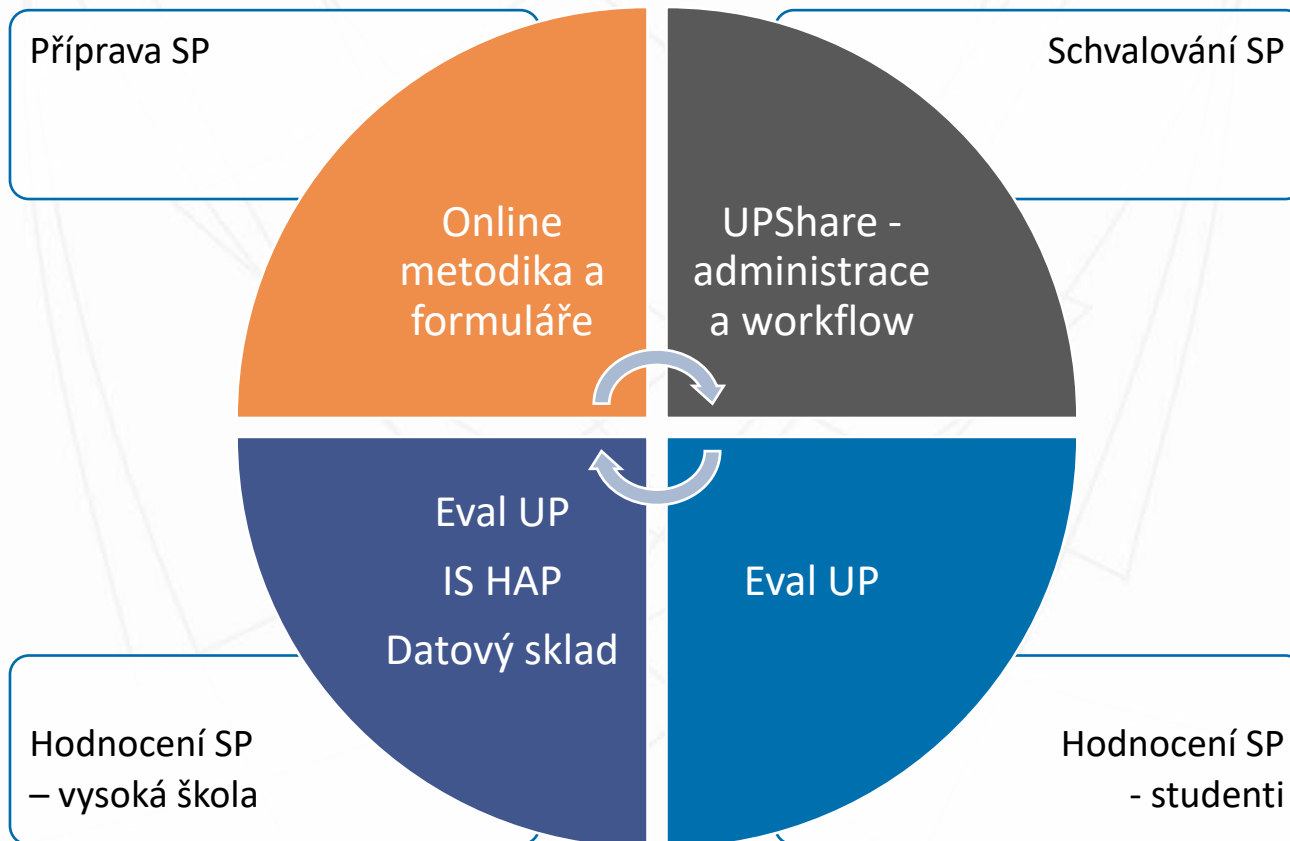 Příprava SP
Schvalování SP
Online
metodika a
formuláře
UPShare -
administrace
a workflow
Eval UP
IS HAP
Datový sklad
Eval UP
Hodnocení SP
– vysoká škola
Hodnocení SP
- studenti